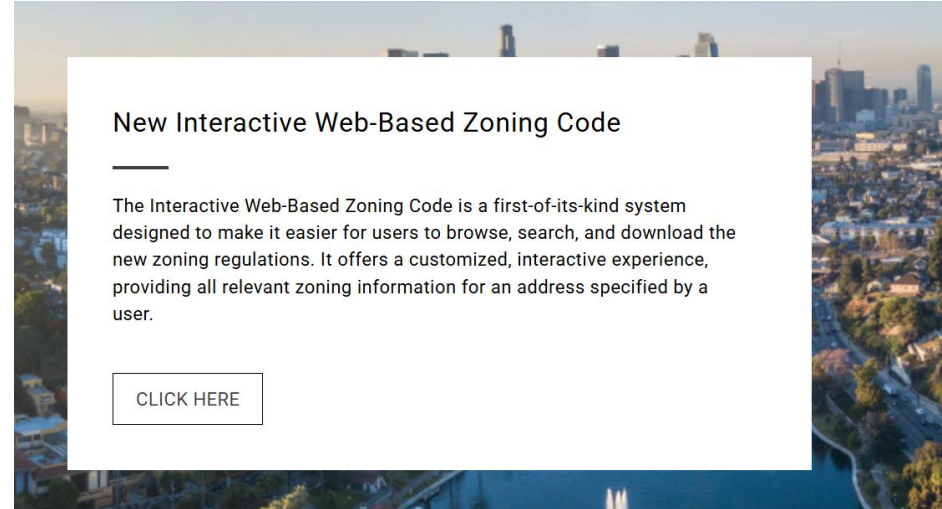 New Interactive Web-Based Zoning Code
The Interactive Web-Based Zoning Code is a first-of-its-kind system
designed to make it easier for users to browse, search, and download the
new zoning regulations. It offers a customized, interactive experience,
providing all relevant zoning information for an address specified by a
user.
CLICK HERE